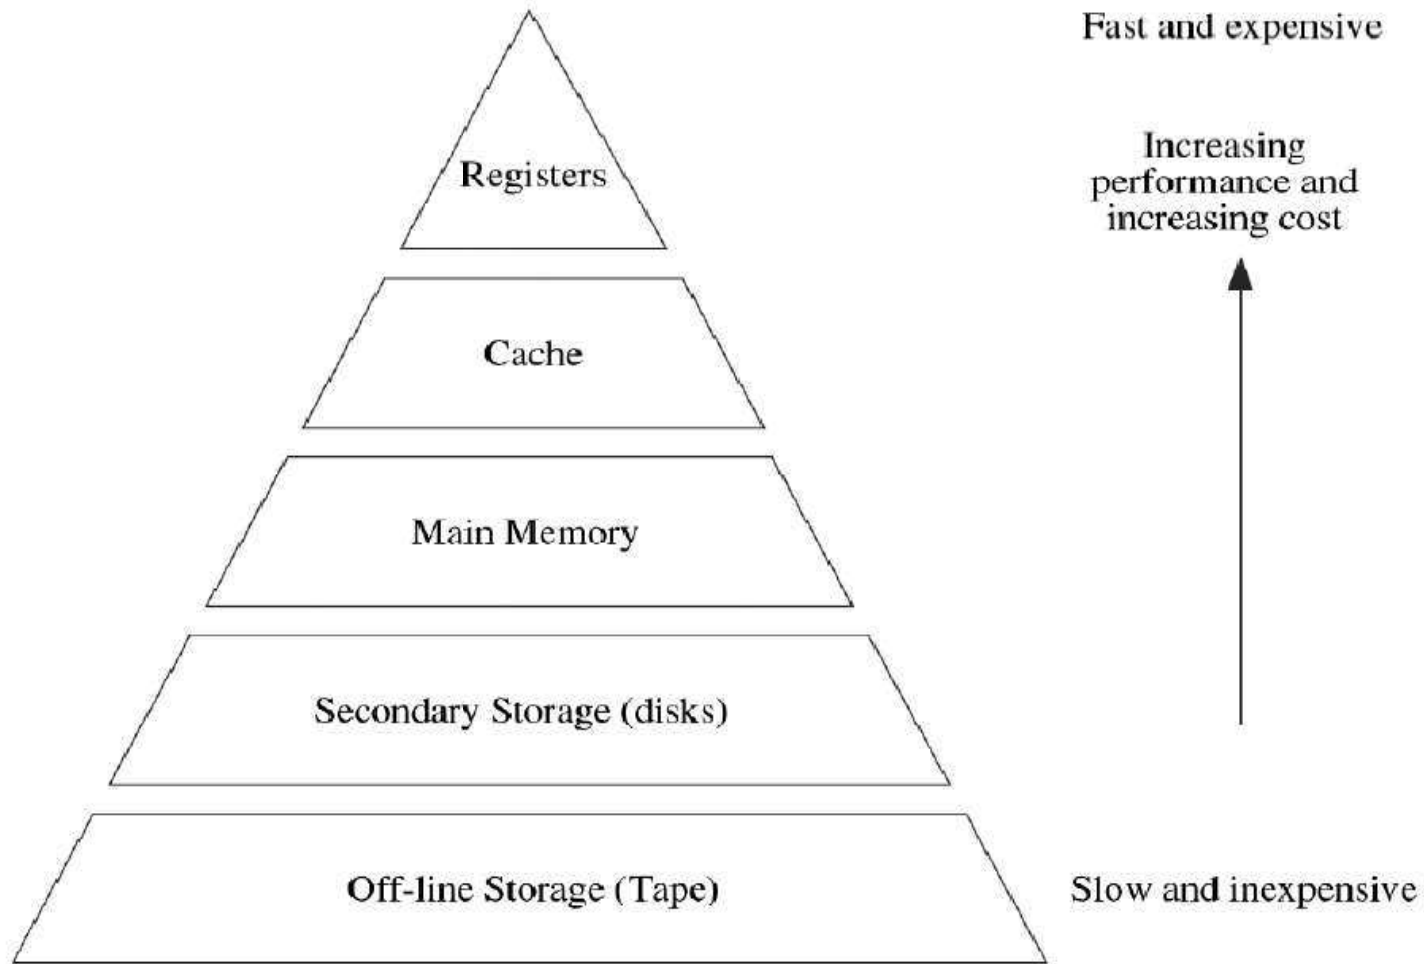 Fast and expensive
Increasing
performance and
increasing cost
Registers
Cache
Main Memory
Secondary Storage (disks)
Off-line Storage (Tape)
Slow and inexpensive